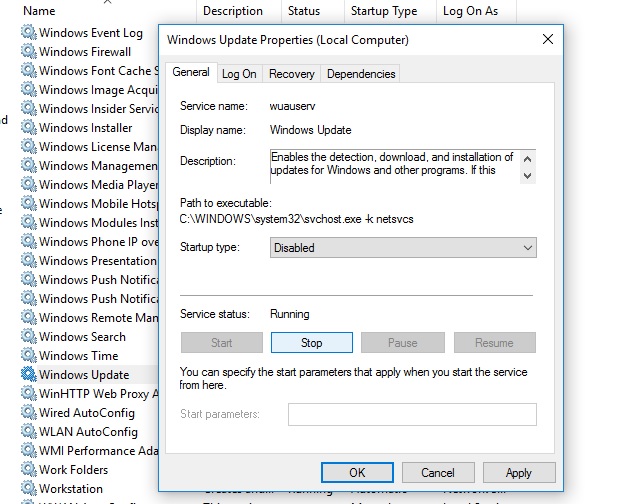 Name Description Status Startup Type Log On As
Windows Event Log
Windows Firewall
Windows Font Cache S
Windows Image Acqui
Windows Insider Servic
Windows Installer
Windows License Man
Windows Management
Windows Media Player
Windows Mobile Hotsp
Windows Modules Inst
Windows Phone IP ove
Windows Presentation
Windows Push Notifica
Windows Push Notifica
Windows Remote Man
Windows Search
Windows Time
Windows Update
WinHTTP Web Proxy A
Wired AutoConfig
WLAN AutoConfig
WMI Performance Ada
Work Folders
Workstation
Windows Update Properties (Local Computer)
General Log On Recovery Dependencies
Service name: wuauserv
Display name: Windows Update
Description: Enables the detection, download, and installation of
updates for Windows and other programs. If this
Path to executable:
C:\WINDOWS\system32\svchost.exe -k netsvcs
Startup type: Disabled
Service status: Running
Start Stop Pause Resume
You can specify the start parameters that apply when you start the service
from here.
Start parameters:
OK Cancel Apply